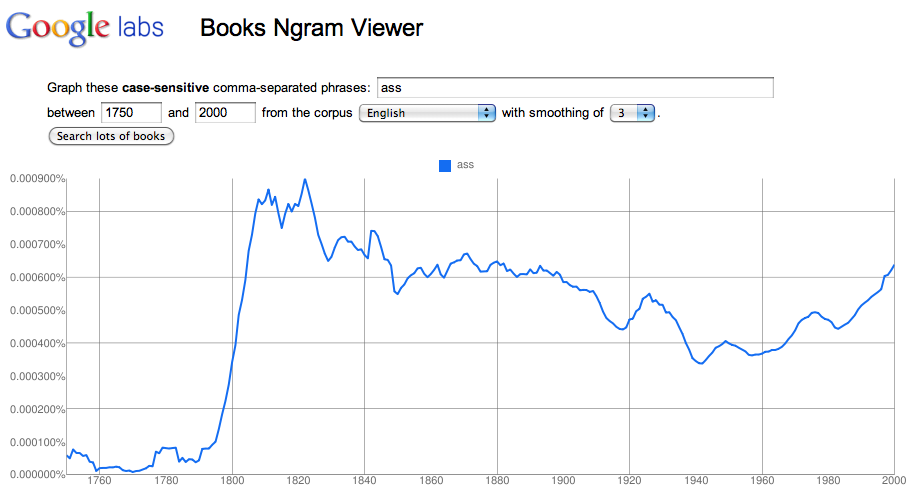 Google labs Books Ngram Viewer
Graph these case-sensitive comma-separated phrases: ass
between 1750 and 2000 from the corpus English with smoothing of 3 .
Search lots of books
ass
0.000900%
0.000800%
0.000700%
0.000600%
0.000500%
0.000400%
0.000300%
0.000200%
0.000100%
0.000000%
1760 1780 1800 1820 1840 1860 1880 1900 1920 1940 1960 1980 2000